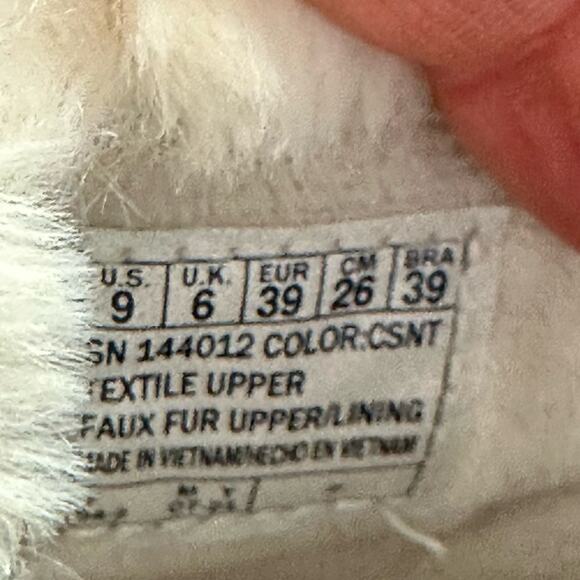 U.S. U.K. EUR CM BRA
9 6 39 26 39
SN 144012 COLOR:CSNT
TEXTILE UPPER
FAUX FUR UPPER/LINING
MADE IN VIETNAM/HECHO EN VIETNAM